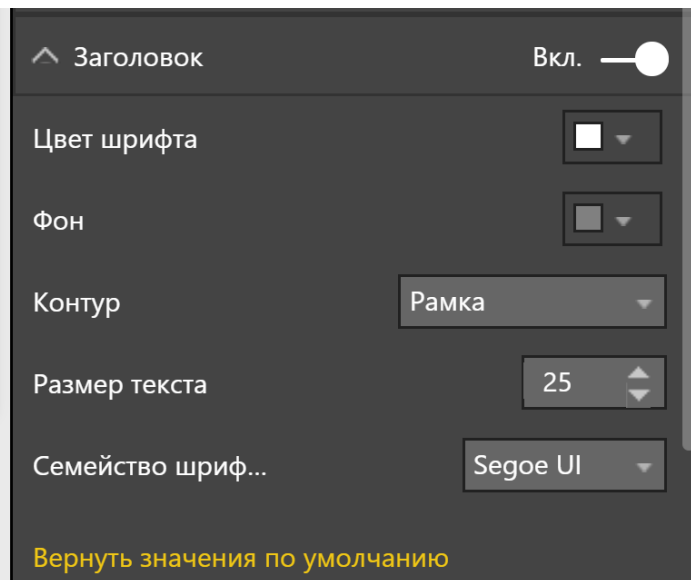 Заголовок Вкл.
Цвет шрифта
Фон
Контур Рамка
Размер текста 25
Семейство шриф... Segoe UI
Вернуть значения по умолчанию